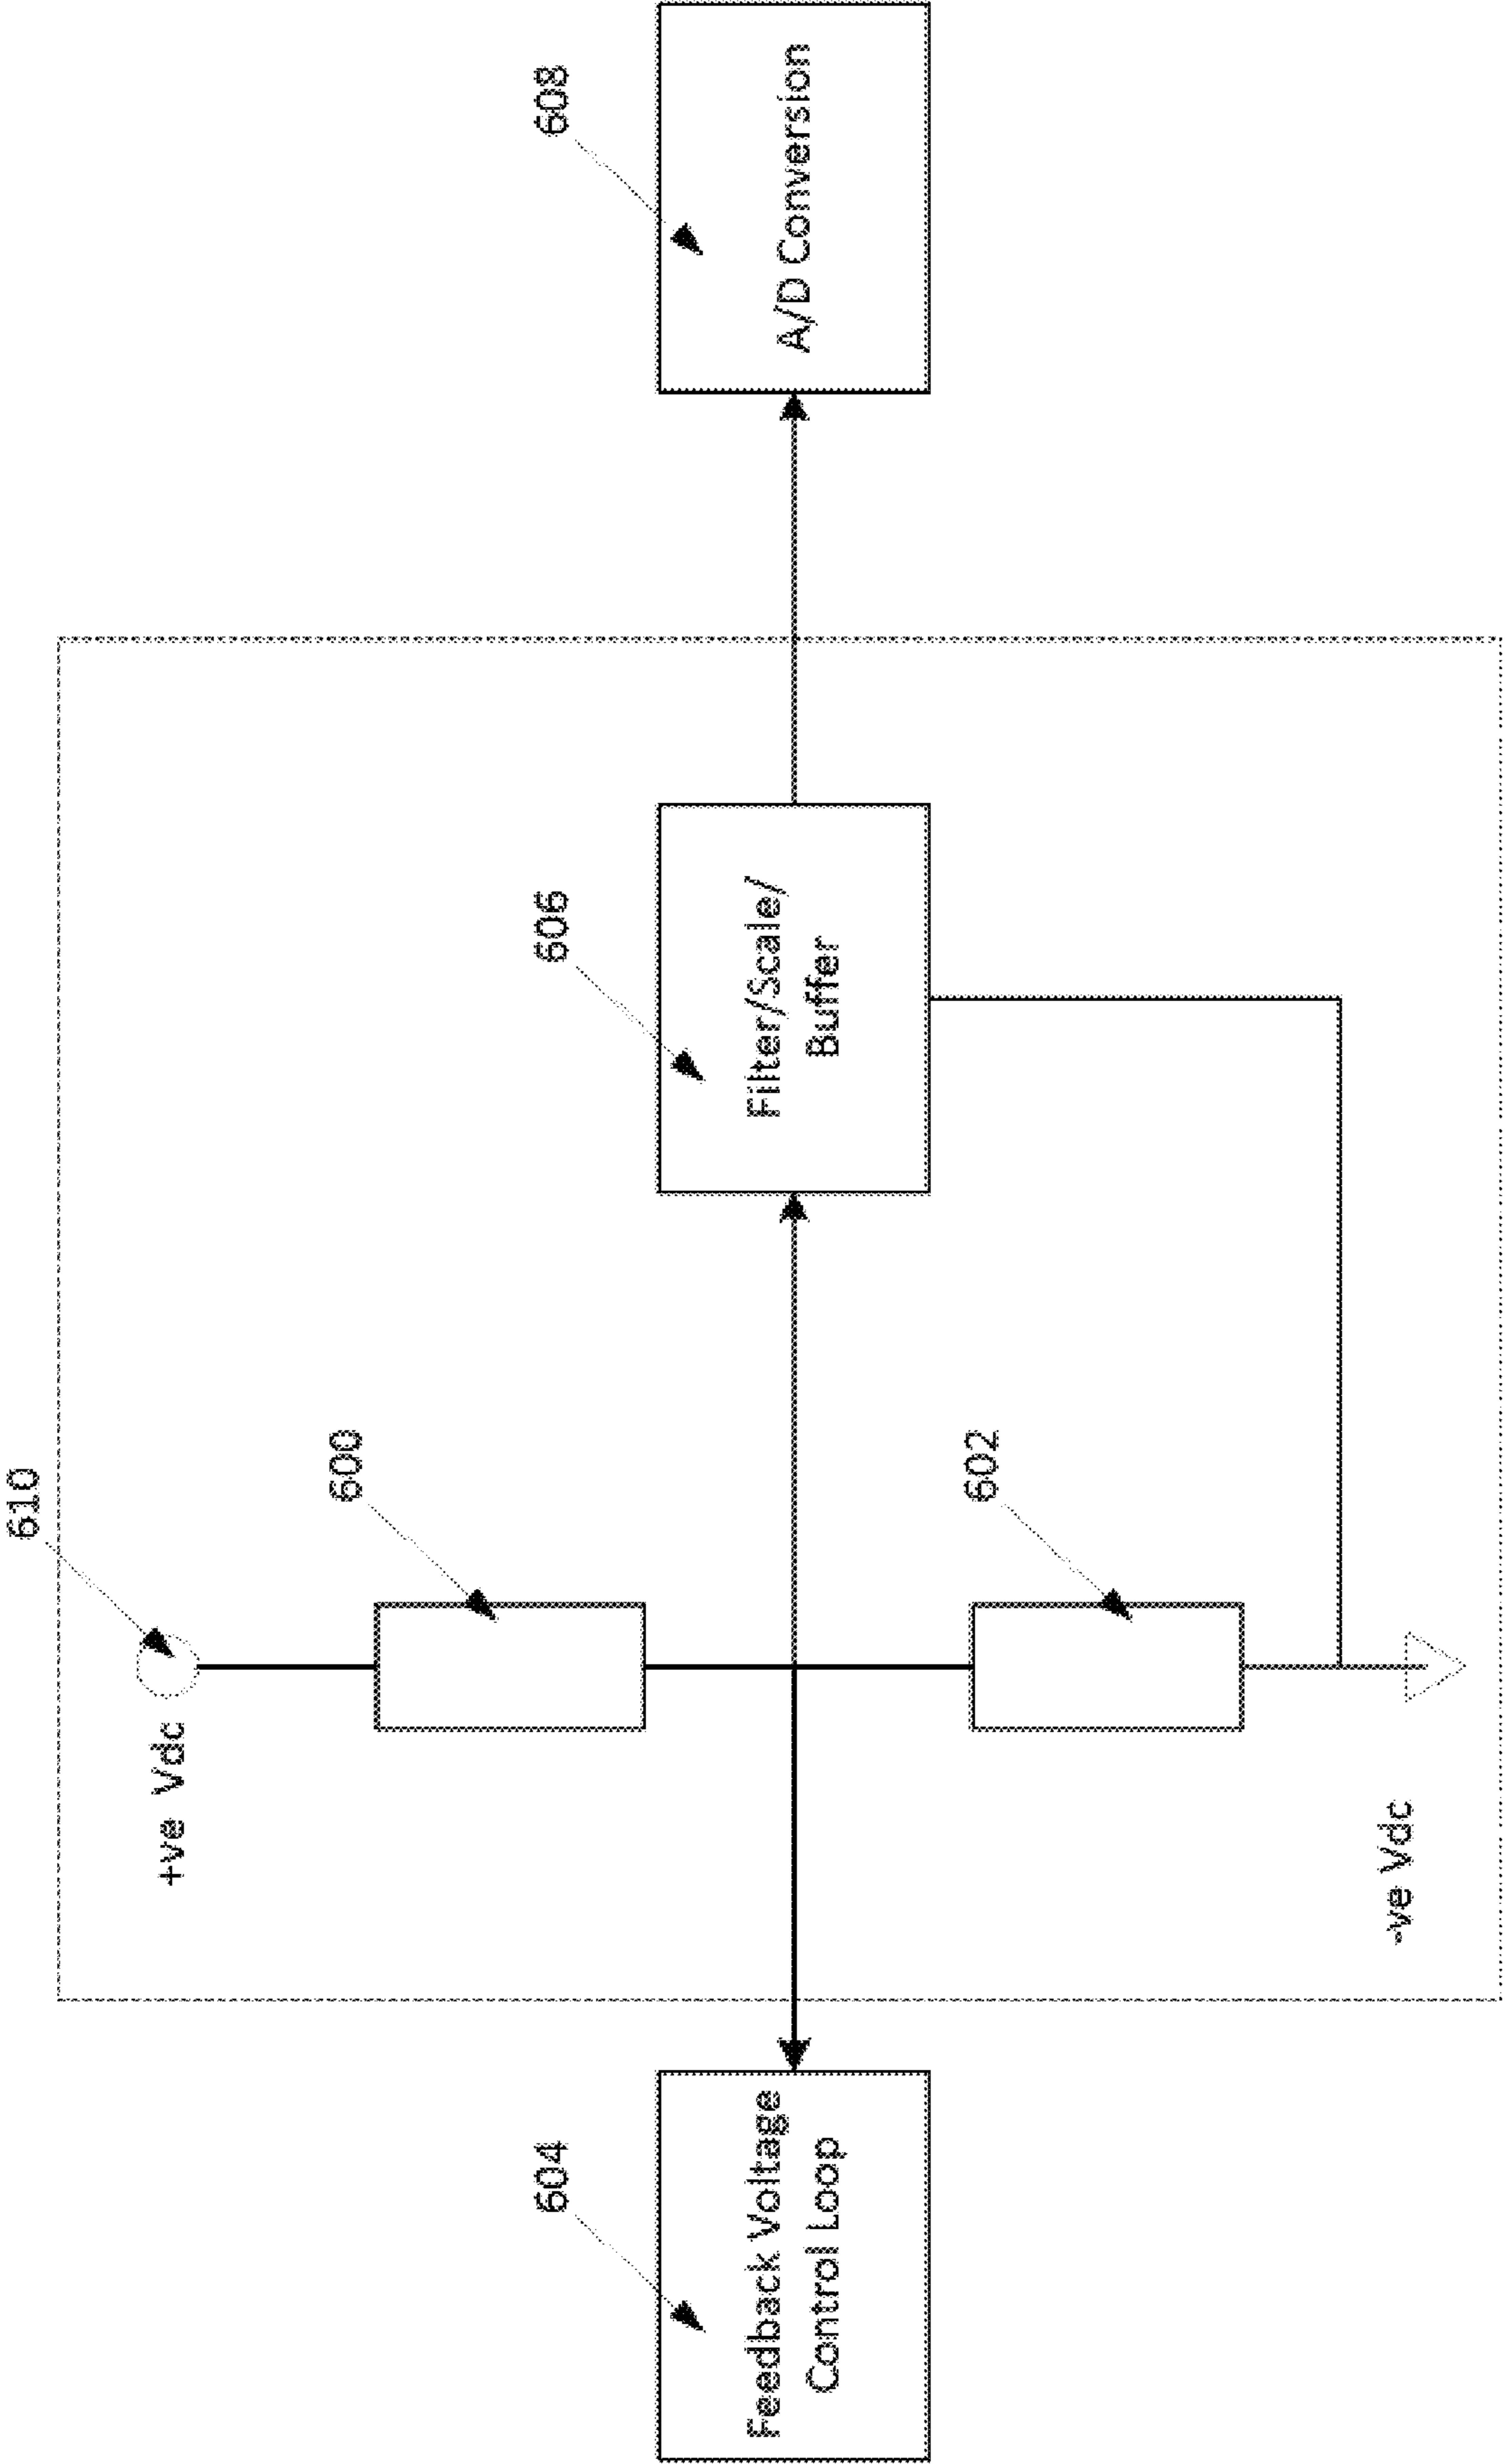 610
+ve Vdc
600
604
Feedback Voltage
Control Loop
606
Filter/Scale/
Buffer
608
A/D Conversion
602
-ve Vdc